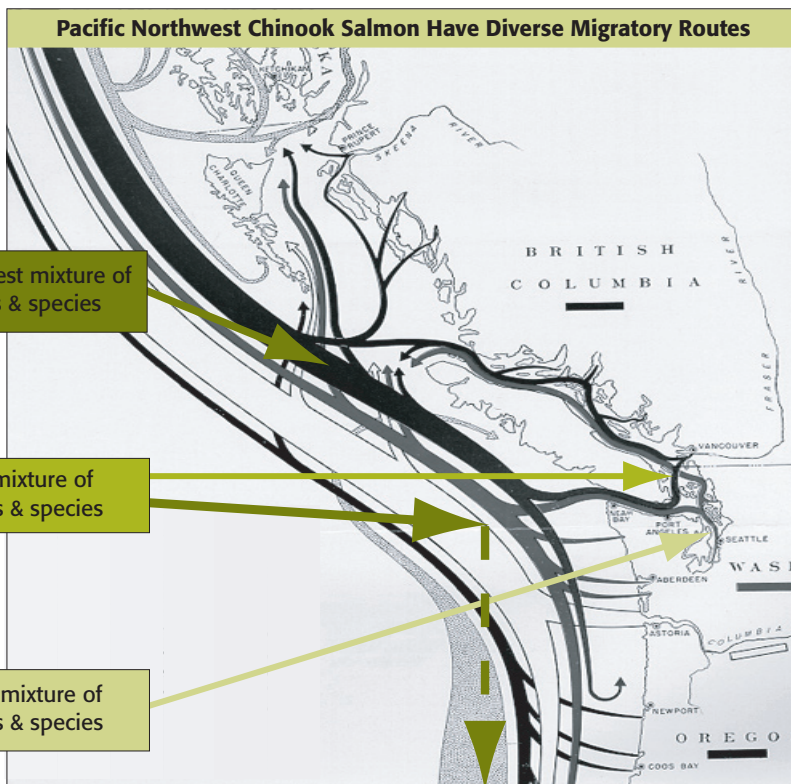 Pacific Northwest Chinook Salmon Have Diverse Migratory Routes
KETCHIKAN
PRINCE
RUPERT
SKEENA
RIVER
QUEEN
CHARLOTTE
BRITISH
COLUMBIA
RIVER
FRASER
est mixture of
s & species
VANCOUVER
mixture of
s & species
NEAH
BAY
PORT
ANGELES
SEATTLE
WAS
ABERDEEN
ASTORIA
COLUMBIA
mixture of
s & species
NEWPORT
OREGO
COOS BAY